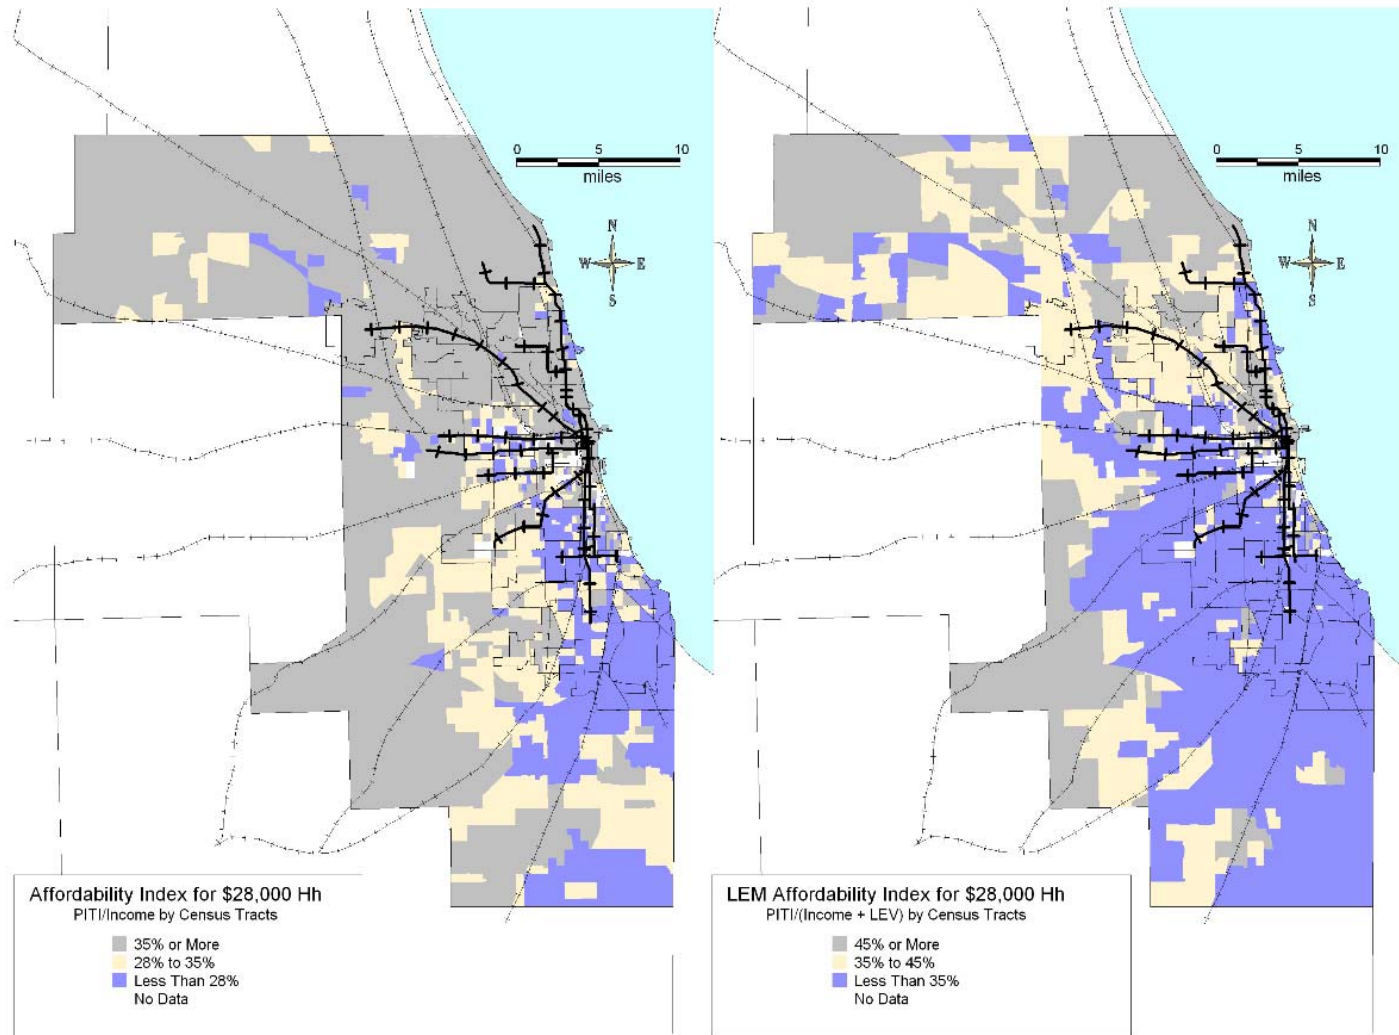 0 5 10
miles
N
W E
S
Affordability Index for $28,000 Hh
PITI/Income by Census Tracts
35% or More
28% to 35%
Less Than 28%
No Data
0 5 10
miles
N
W E
S
LEM Affordability Index for $28,000 Hh
PITI/(Income + LEV) by Census Tracts
45% or More
35% to 45%
Less Than 35%
No Data